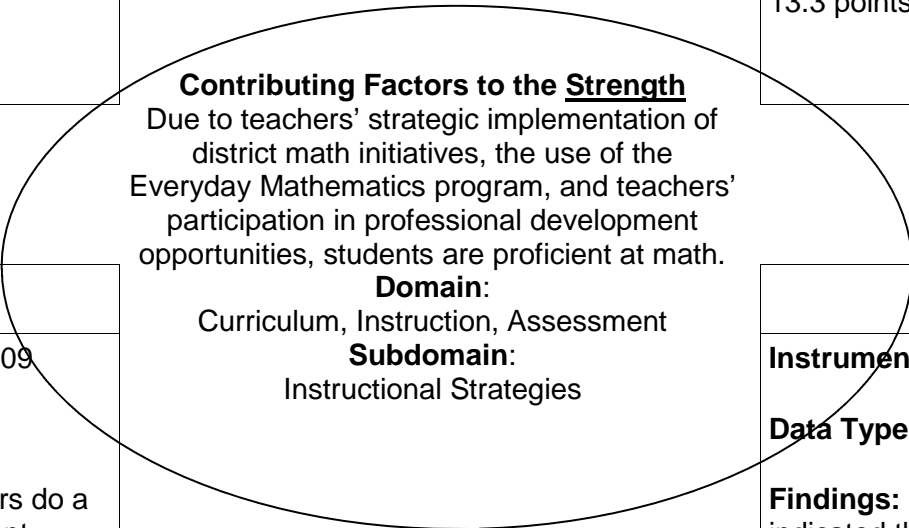 13.3 points
Contributing Factors to the Strength
Due to teachers’ strategic implementation of
district math initiatives, the use of the
Everyday Mathematics program, and teachers’
participation in professional development
opportunities, students are proficient at math.
Domain:
Curriculum, Instruction, Assessment
Subdomain:
Instructional Strategies
09
rs do a
Data Type
Findings: